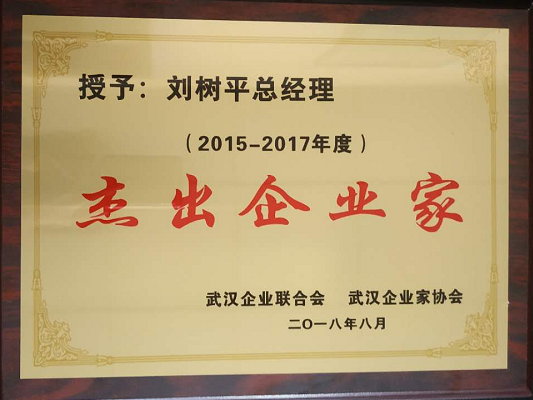 授予：刘树平总经理
（2015-2017年度）
杰出企业家
武汉企业联合会 武汉企业家协会
二〇一八年八月